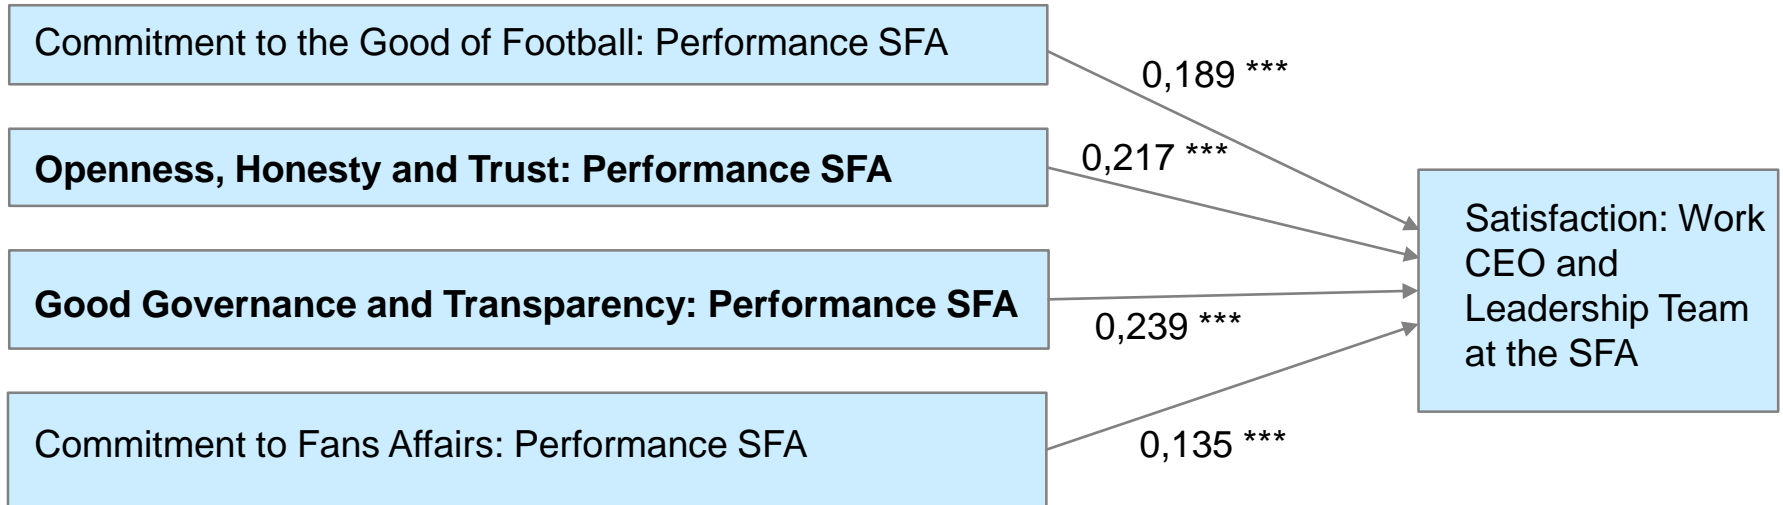 Commitment to the Good of Football: Performance SFA
0,189 ***
Openness, Honesty and Trust: Performance SFA
0,217 ***
Good Governance and Transparency: Performance SFA
0,239 ***
Commitment to Fans Affairs: Performance SFA
0,135 ***
Satisfaction: Work
CEO and
Leadership Team
at the SFA